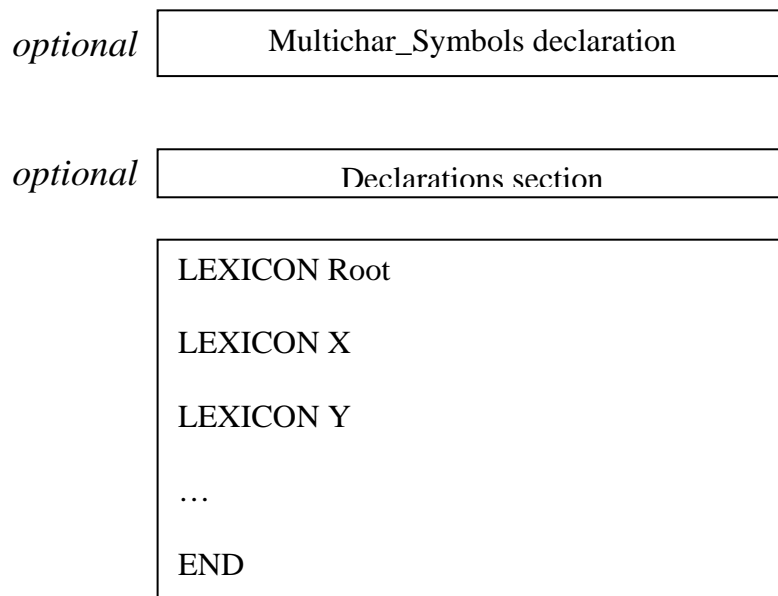 optional Multichar_Symbols declaration
optional Declarations section
LEXICON Root
LEXICON X
LEXICON Y
…
END